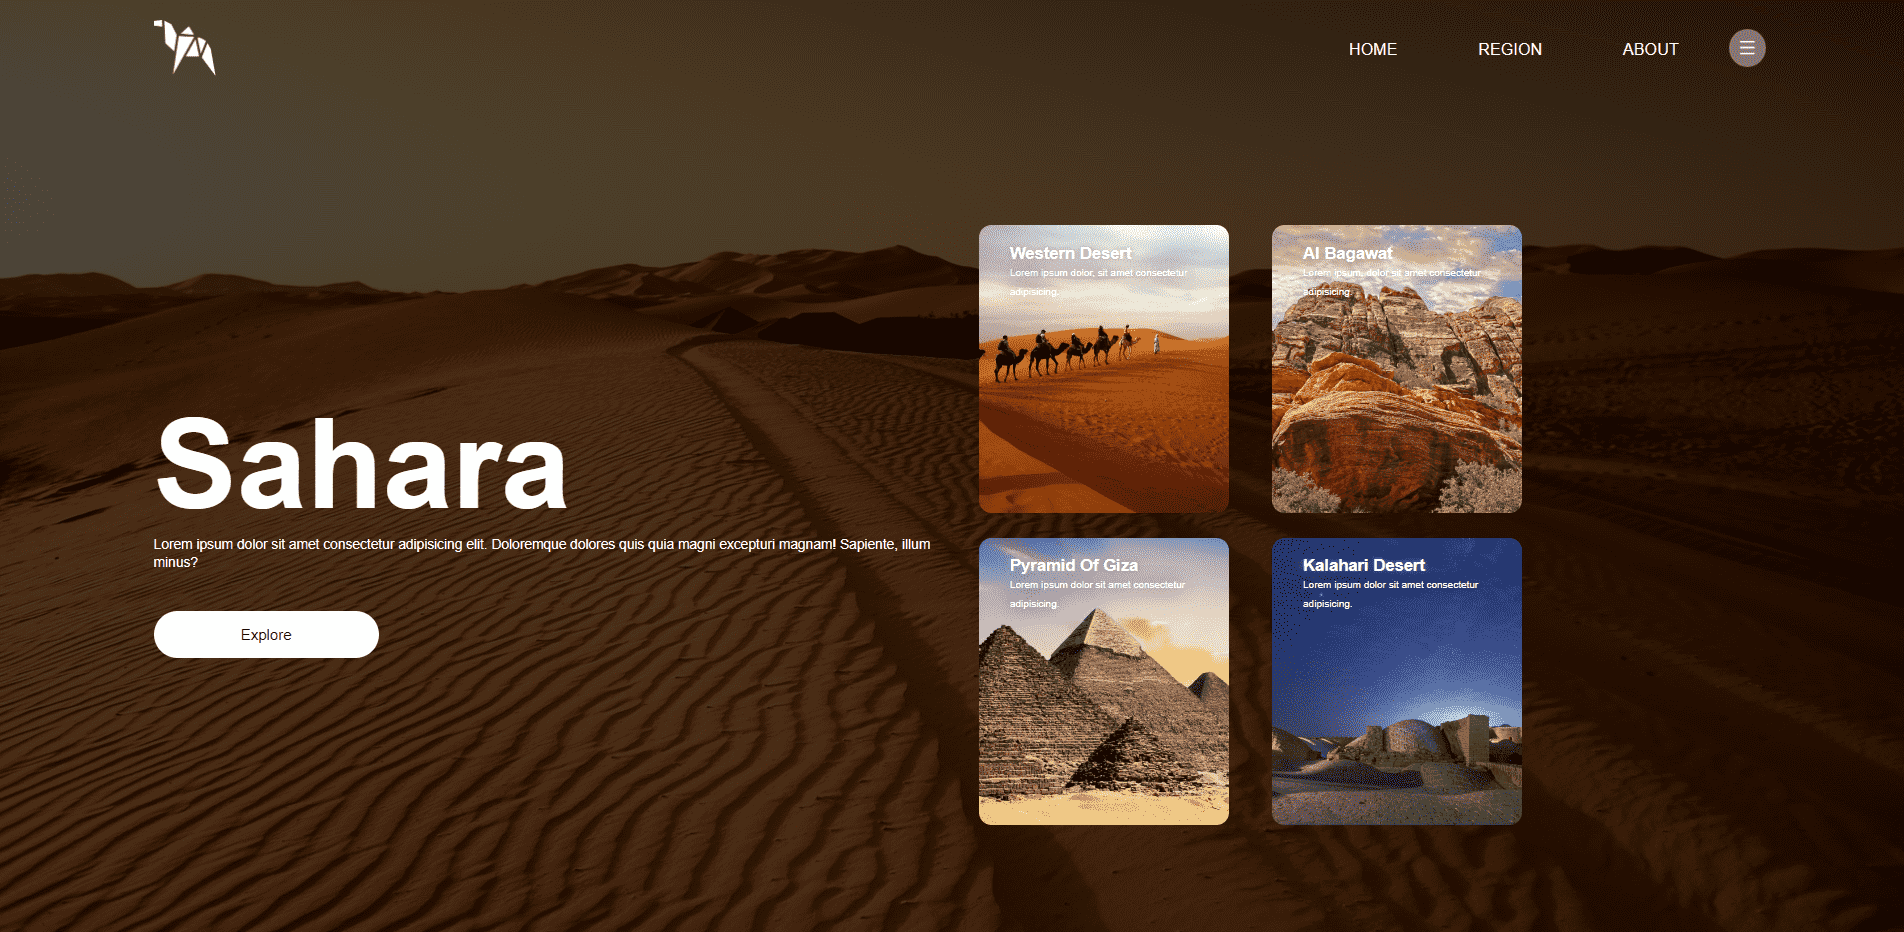 HOME REGION ABOUT
Sahara
Lorem ipsum dolor sit amet consectetur adipisicing elit. Doloremque dolores quis quia magni excepturi magnam! Sapiente, illum
minus?
Explore
Western Desert
Lorem ipsum dolor, sit amet consectetur
adipisicing.
Al Bagawat
Lorem ipsum, dolor sit amet consectetur
adipisicing.
Pyramid Of Giza
Lorem ipsum dolor sit amet consectetur
adipisicing.
Kalahari Desert
Lorem ipsum dolor sit amet consectetur
adipisicing.